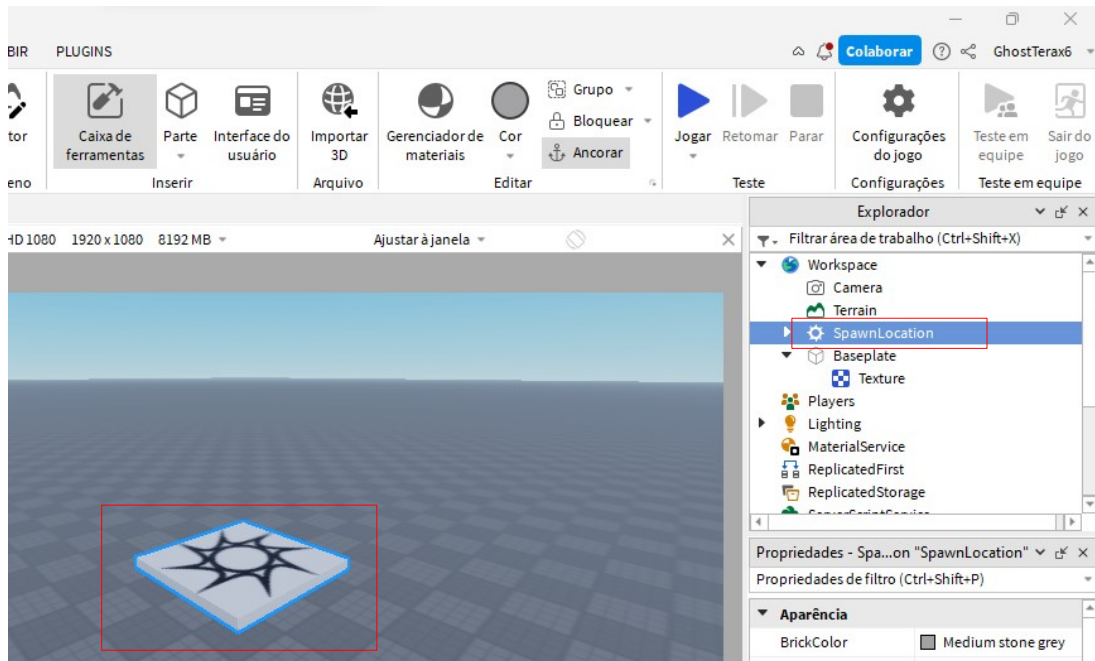 BIR PLUGINS Colaborar GhostTerax6
Grupo
Bloquear
Ancorar
tor Caixa de ferramentas Parte Interface do usuário Importar 3D Gerenciador de materiais Cor Jogar Retomar Parar Configurações do jogo Teste em equipe Sair do jogo
eno Inserir Arquivo Editar Teste Configurações Teste em equipe
Explorador
HD 1080 1920 x 1080 8192 MB Ajustar à janela
Filtrar área de trabalho (Ctrl+Shift+X)
Workspace
Camera
Terrain
SpawnLocation
Baseplate
Texture
Players
Lighting
MaterialService
ReplicatedFirst
ReplicatedStorage
ServerScriptService
Propriedades - Spa...on "SpawnLocation"
Propriedades de filtro (Ctrl+Shift+P)
Aparência
BrickColor Medium stone grey